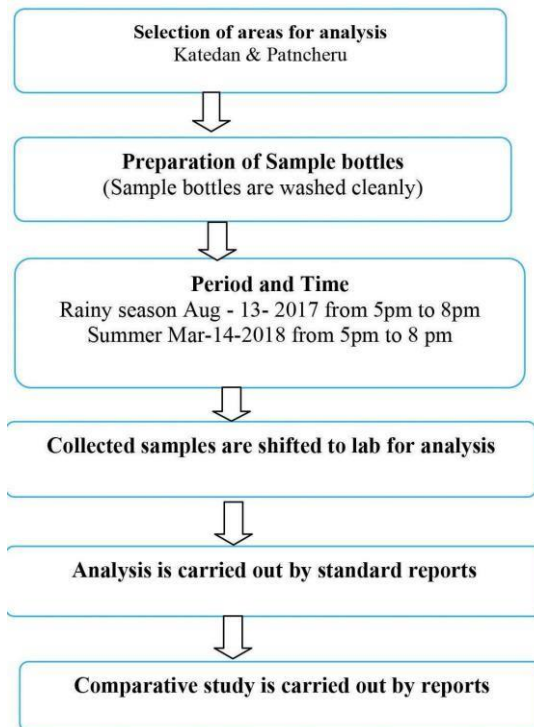 Selection of areas for analysis
Katedan & Patncheru
Preparation of Sample bottles
(Sample bottles are washed cleanly)
Period and Time
Rainy season Aug - 13- 2017 from 5pm to 8pm
Summer Mar-14-2018 from 5pm to 8 pm
Collected samples are shifted to lab for analysis
Analysis is carried out by standard reports
Comparative study is carried out by reports